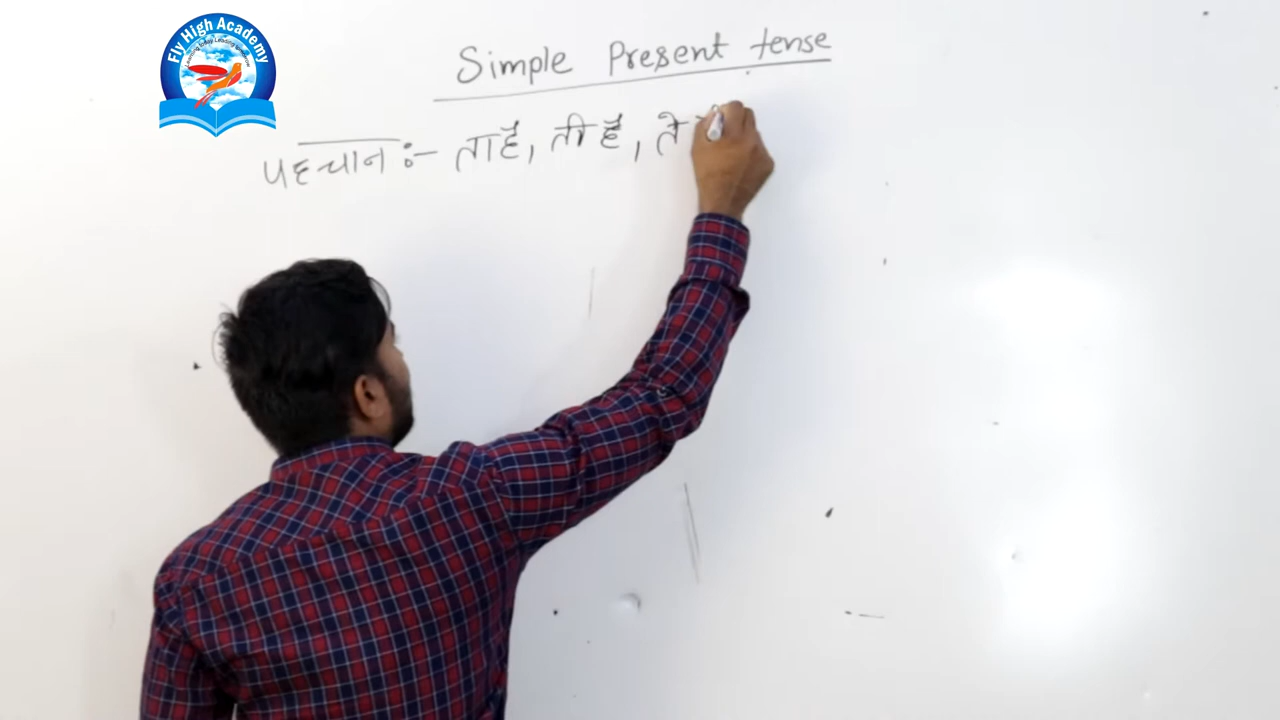 Fly High Academy
Simple Present tense
पहचान :- ता है, ती है, ते